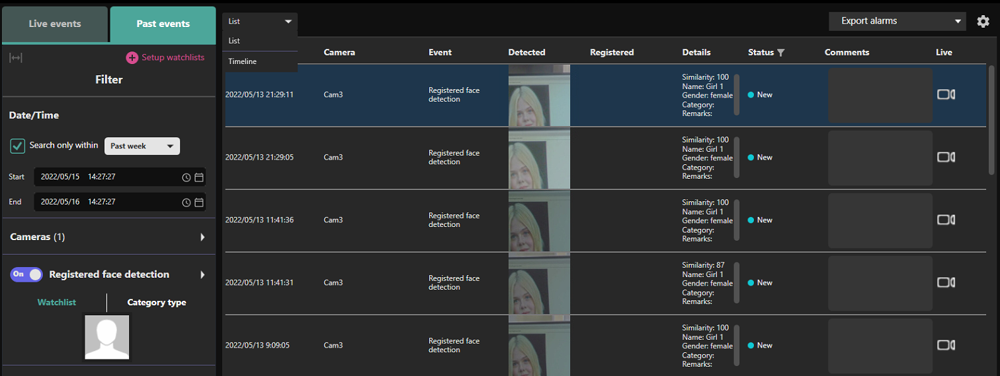 Live events
Past events
List
Export alarms
List
Timeline
Setup watchlists
Filter
Date/Time
Search only within
Past week
Start
2022/05/15 14:27:27
End
2022/05/16 14:27:27
Cameras (1)
On
Registered face detection
Watchlist
Category type
Camera
Event
Detected
Registered
Details
Status
Comments
Live
2022/05/13 21:29:11
Cam3
Registered face
detection
Similarity: 100
Name: Girl 1
Gender: female
Category:
Remarks:
New
2022/05/13 21:29:05
Cam3
Registered face
detection
Similarity: 100
Name: Girl 1
Gender: female
Category:
Remarks:
New
2022/05/13 11:41:36
Cam3
Registered face
detection
Similarity: 100
Name: Girl 1
Gender: female
Category:
Remarks:
New
2022/05/13 11:41:31
Cam3
Registered face
detection
Similarity: 87
Name: Girl 1
Gender: female
Category:
Remarks:
New
2022/05/13 9:09:05
Cam3
Registered face
detection
Similarity: 100
Name: Girl 1
Gender: female
Category:
Remarks:
New